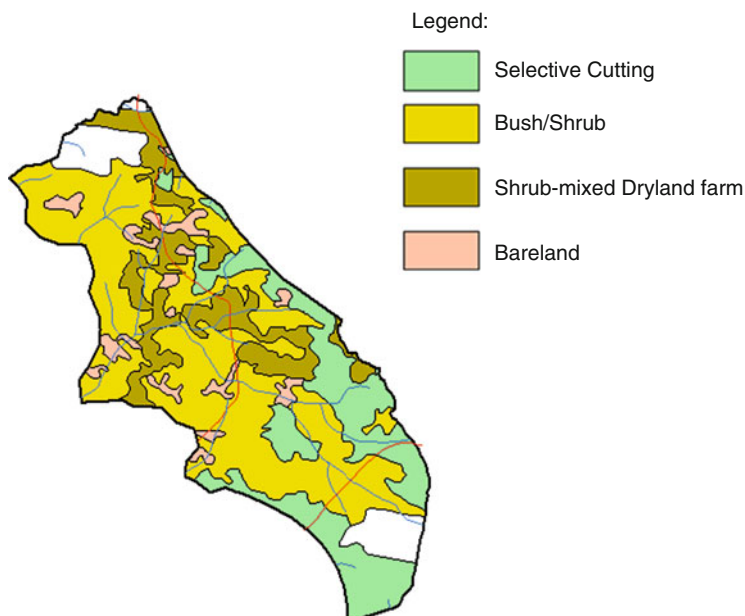 Legend:
Selective Cutting
Bush/Shrub
Shrub-mixed Dryland farm
Bareland